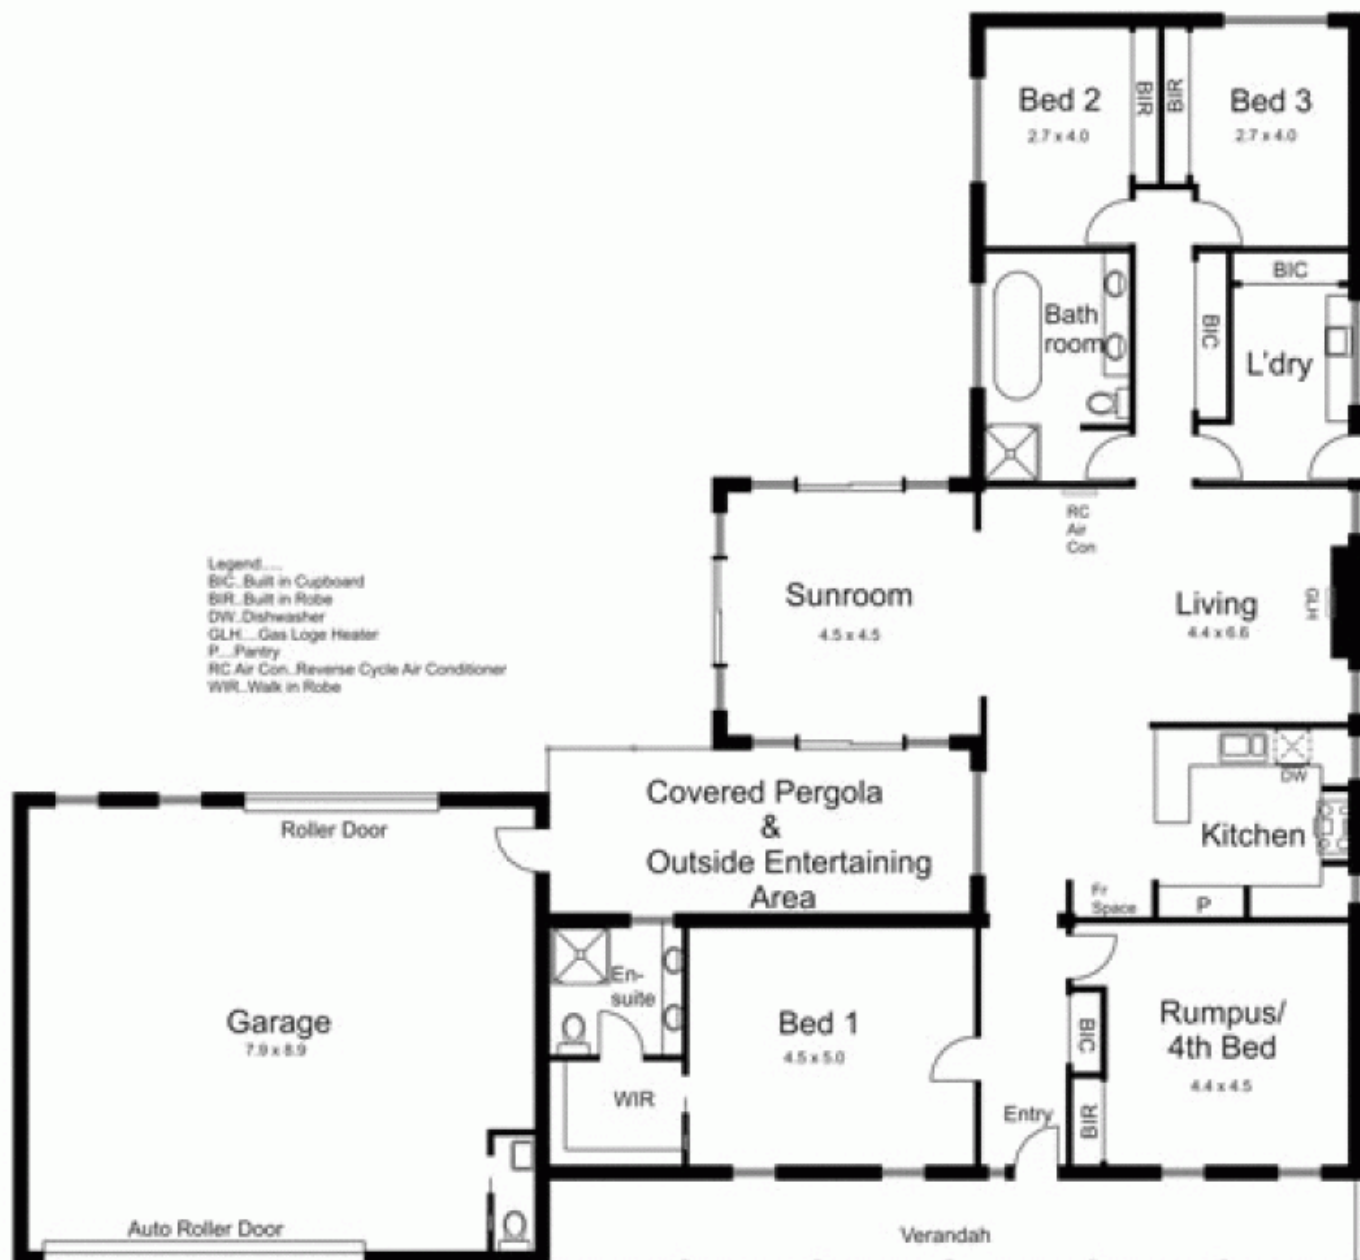 Bed 2
2.7 x 4.0
BIR
BIR
Bed 3
2.7 x 4.0
BIC
Bath
room
BIC
L'dry
RC
Air
Con
Legend....
BIC..Built in Cupboard
BIR..Built in Robe
DW..Dishwasher
GLH....Gas Loge Heater
P....Pantry
RC Air Con..Reverse Cycle Air Conditioner
WIR..Walk in Robe
Sunroom
4.5 x 4.5
Living
4.4 x 6.6
GLH
DW
Covered Pergola
&
Outside Entertaining
Area
Kitchen
Roller Door
Fr
Space
P
En-
suite
Garage
7.9 x 8.9
Bed 1
4.5 x 5.0
BIC
Rumpus/
4th Bed
4.4 x 4.5
WIR
Entry
BIR
Auto Roller Door
Verandah